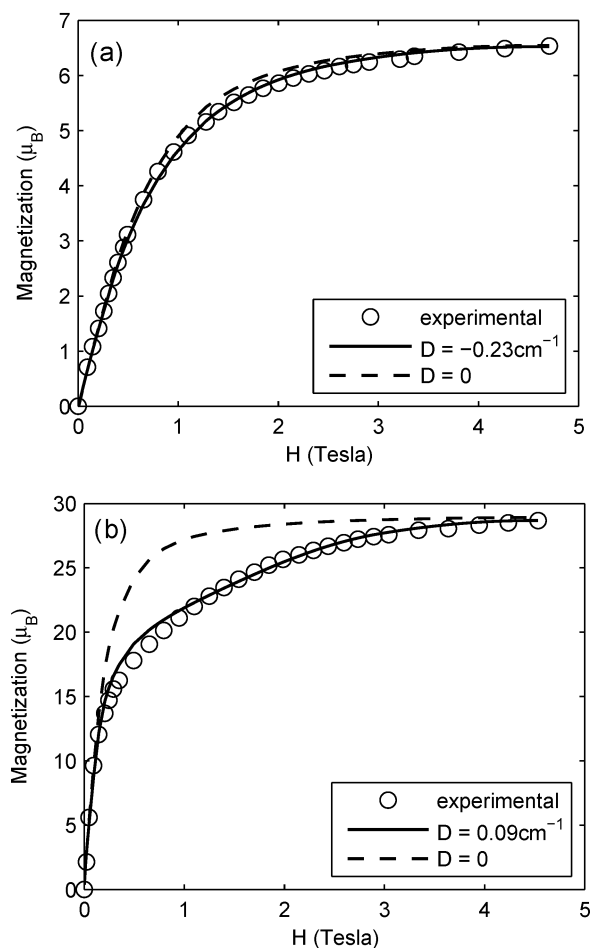 7
6
5
4
3
2
1
0
(a)
Magnetization (μB)
experimental
D = −0.23cm−1
D = 0
0 1 2 3 4 5
H (Tesla)
30
25
20
15
10
5
0
(b)
Magnetization (μB)
experimental
D = 0.09cm−1
D = 0
0 1 2 3 4 5
H (Tesla)